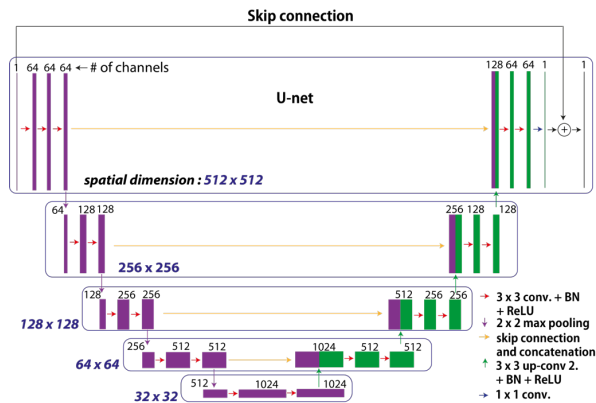 Skip connection
1 64 64 64 ← # of channels
128 64 64 1 1
U-net
+
spatial dimension : 512 x 512
64 128 128
256 128 128
256 x 256
128 256 256
512 256 256
128 x 128
256 512 512
1024 512 512
64 x 64
512 1024 1024
32 x 32
3 x 3 conv. + BN
+ ReLU
2 x 2 max pooling
skip connection
and concatenation
3 x 3 up-conv 2.
+ BN + ReLU
1 x 1 conv.